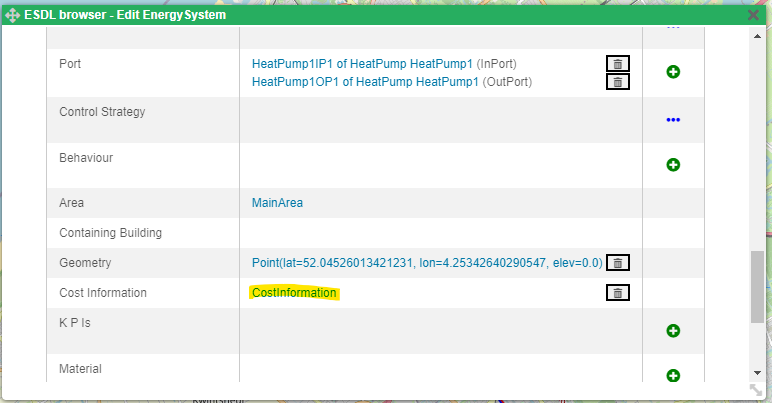 ESDL browser - Edit EnergySystem
Port
HeatPump1IP1 of HeatPump HeatPump1 (InPort)
HeatPump1OP1 of HeatPump HeatPump1 (OutPort)
Control Strategy
Behaviour
Area
MainArea
Containing Building
Geometry
Point(lat=52.04526013421231, lon=4.25342640290547, elev=0.0)
Cost Information
CostInformation
K P Is
Material